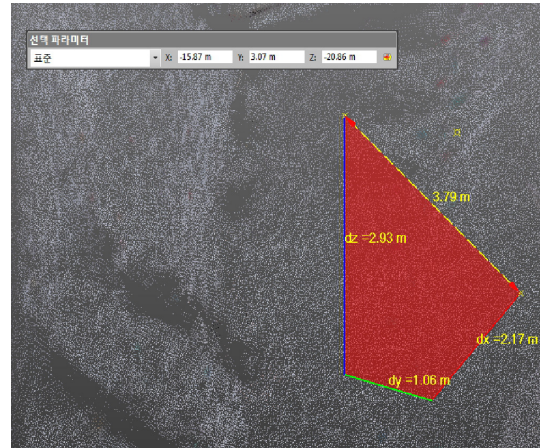 선택 파라미터
표준 X: -15.87 m Y: 3.07 m Z: -20.86 m
3.79 m
dz =2.93 m
dx =2.17 m
dy =1.06 m